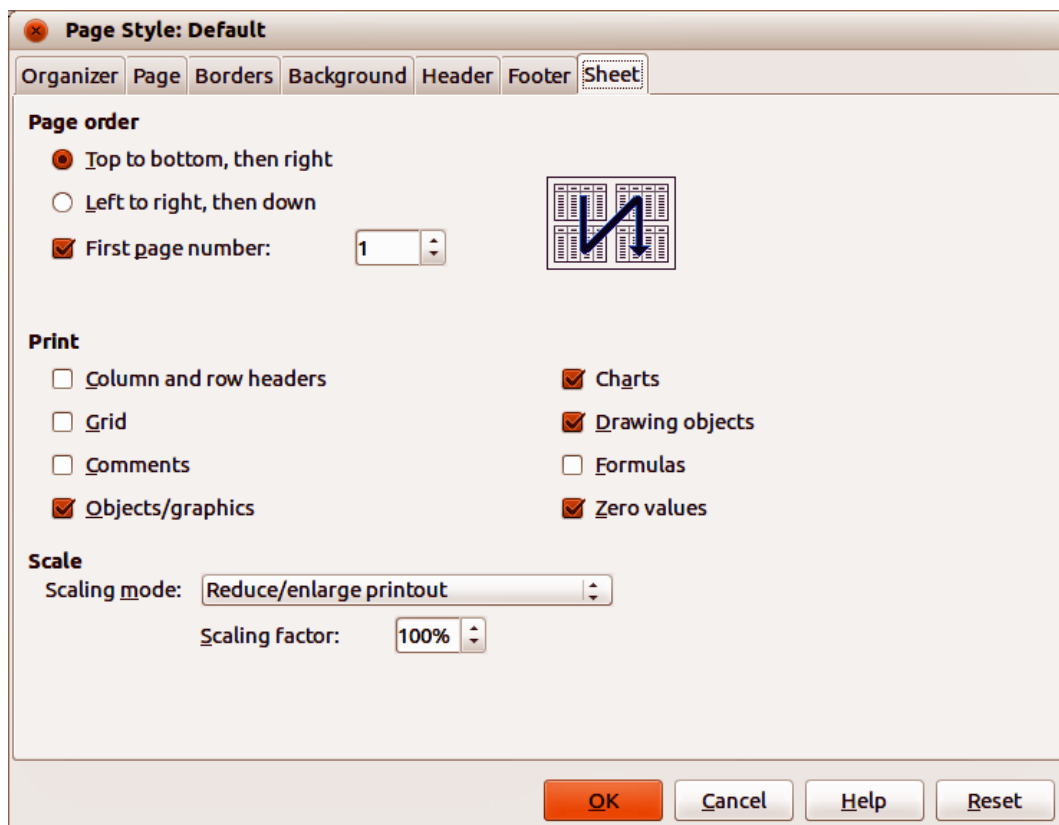 Page Style: Default
Organizer Page Borders Background Header Footer Sheet
Page order
Top to bottom, then right
Left to right, then down
First page number: 1
Print
Column and row headers
Charts
Grid
Drawing objects
Comments
Formulas
Objects/graphics
Zero values
Scale
Scaling mode: Reduce/enlarge printout
Scaling factor: 100%
OK Cancel Help Reset